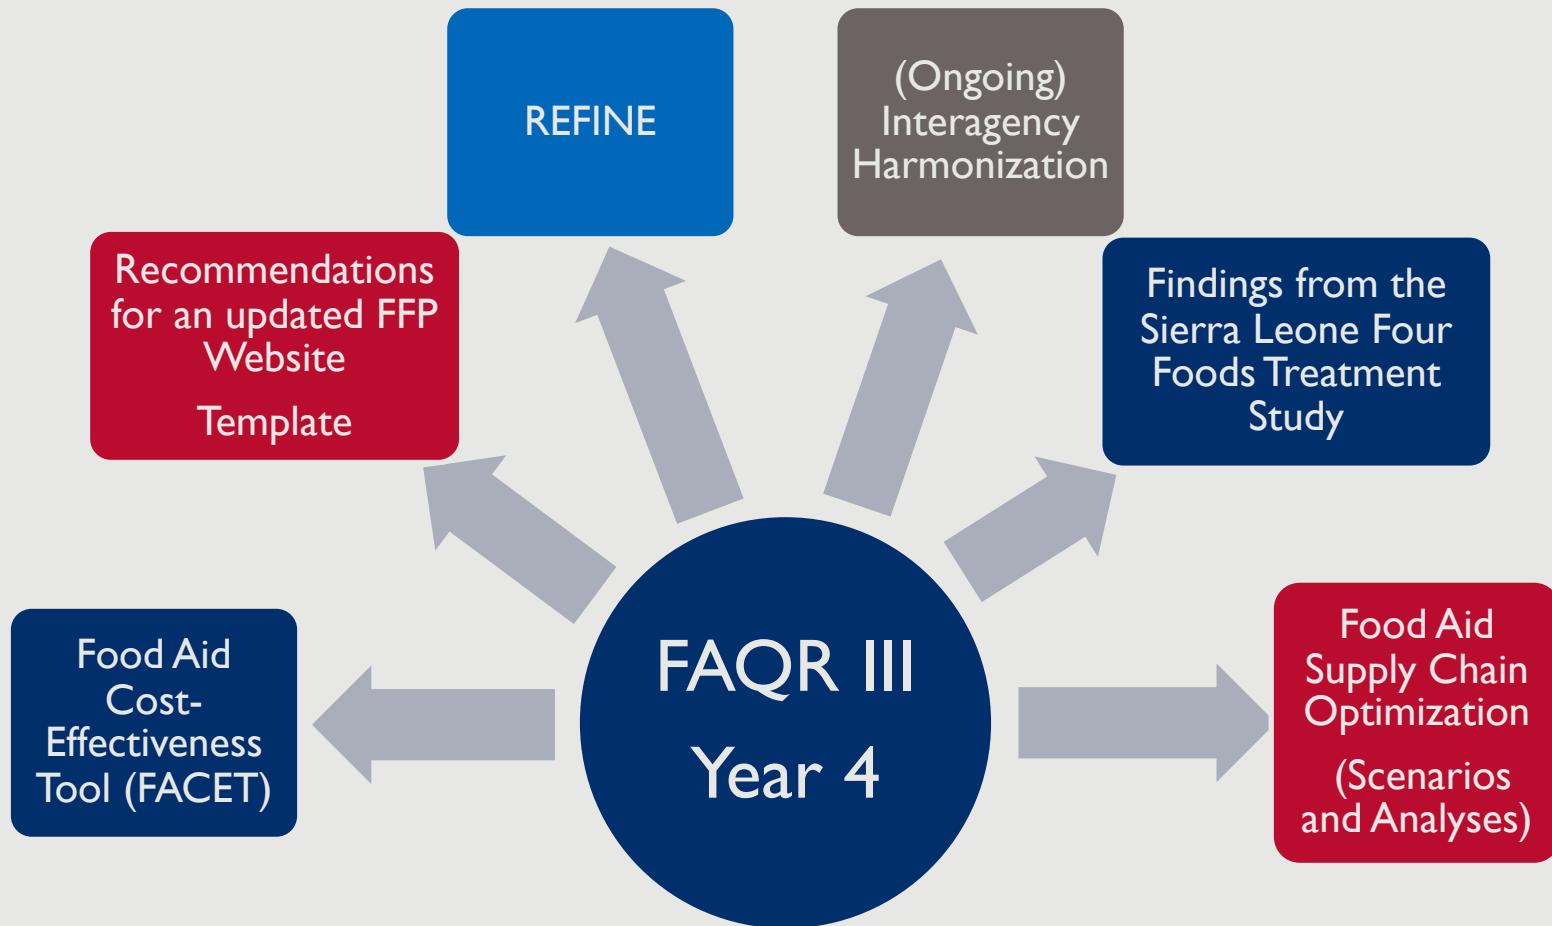 REFINE
(Ongoing)
Interagency
Harmonization
Recommendations
for an updated FFP
Website
Template
Findings from the
Sierra Leone Four
Foods Treatment
Study
Food Aid
Cost-
Effectiveness
Tool (FACET)
FAQR III
Year 4
Food Aid
Supply Chain
Optimization
(Scenarios
and Analyses)